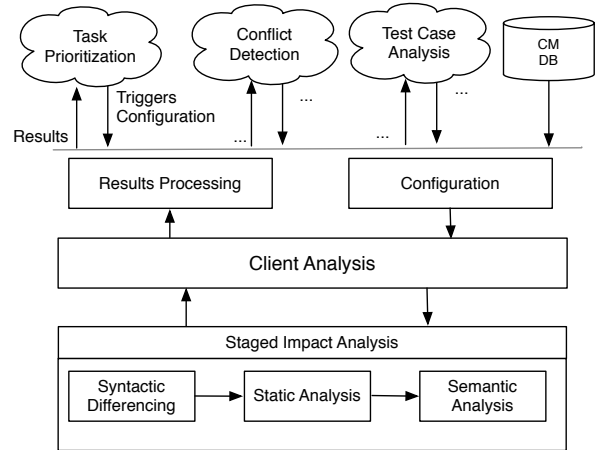 Task
Prioritization
Conflict
Detection
Test Case
Analysis
CM
DB
Triggers
Configuration
...
...
Results
...
...
Results Processing
Configuration
Client Analysis
Staged Impact Analysis
Syntactic
Differencing
Static Analysis
Semantic
Analysis